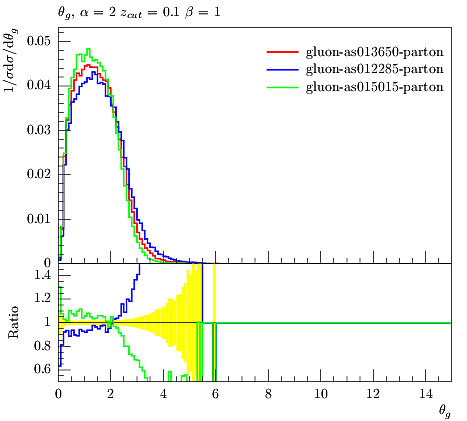 θg, α = 2 zcut = 0.1 β = 1
1/σdσ/dθg
0.05
0.04
0.03
0.02
0.01
0
gluon-as013650-parton
gluon-as012285-parton
gluon-as015015-parton
Ratio
1.4
1.2
1
0.8
0.6
0 2 4 6 8 10 12 14
θg